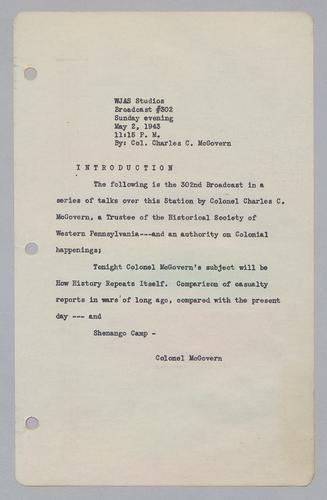 WJAS Studios
Broadcast #302
Sunday evening
May 2, 1943
11:15 P. M.
By: Col. Charles C. McGovern
I N T R O D U C T I O N
The following is the 302nd Broadcast in a
series of talks over this Station by Colonel Charles C.
McGovern, a Trustee of the Historical Society of
Western Pennsylvania---and an authority on Colonial
happenings;
Tonight Colonel McGovern's subject will be
How History Repeats Itself. Comparison of casualty
reports in wars of long ago, compared with the present
day --- and
Shenango Camp -
Colonel McGovern